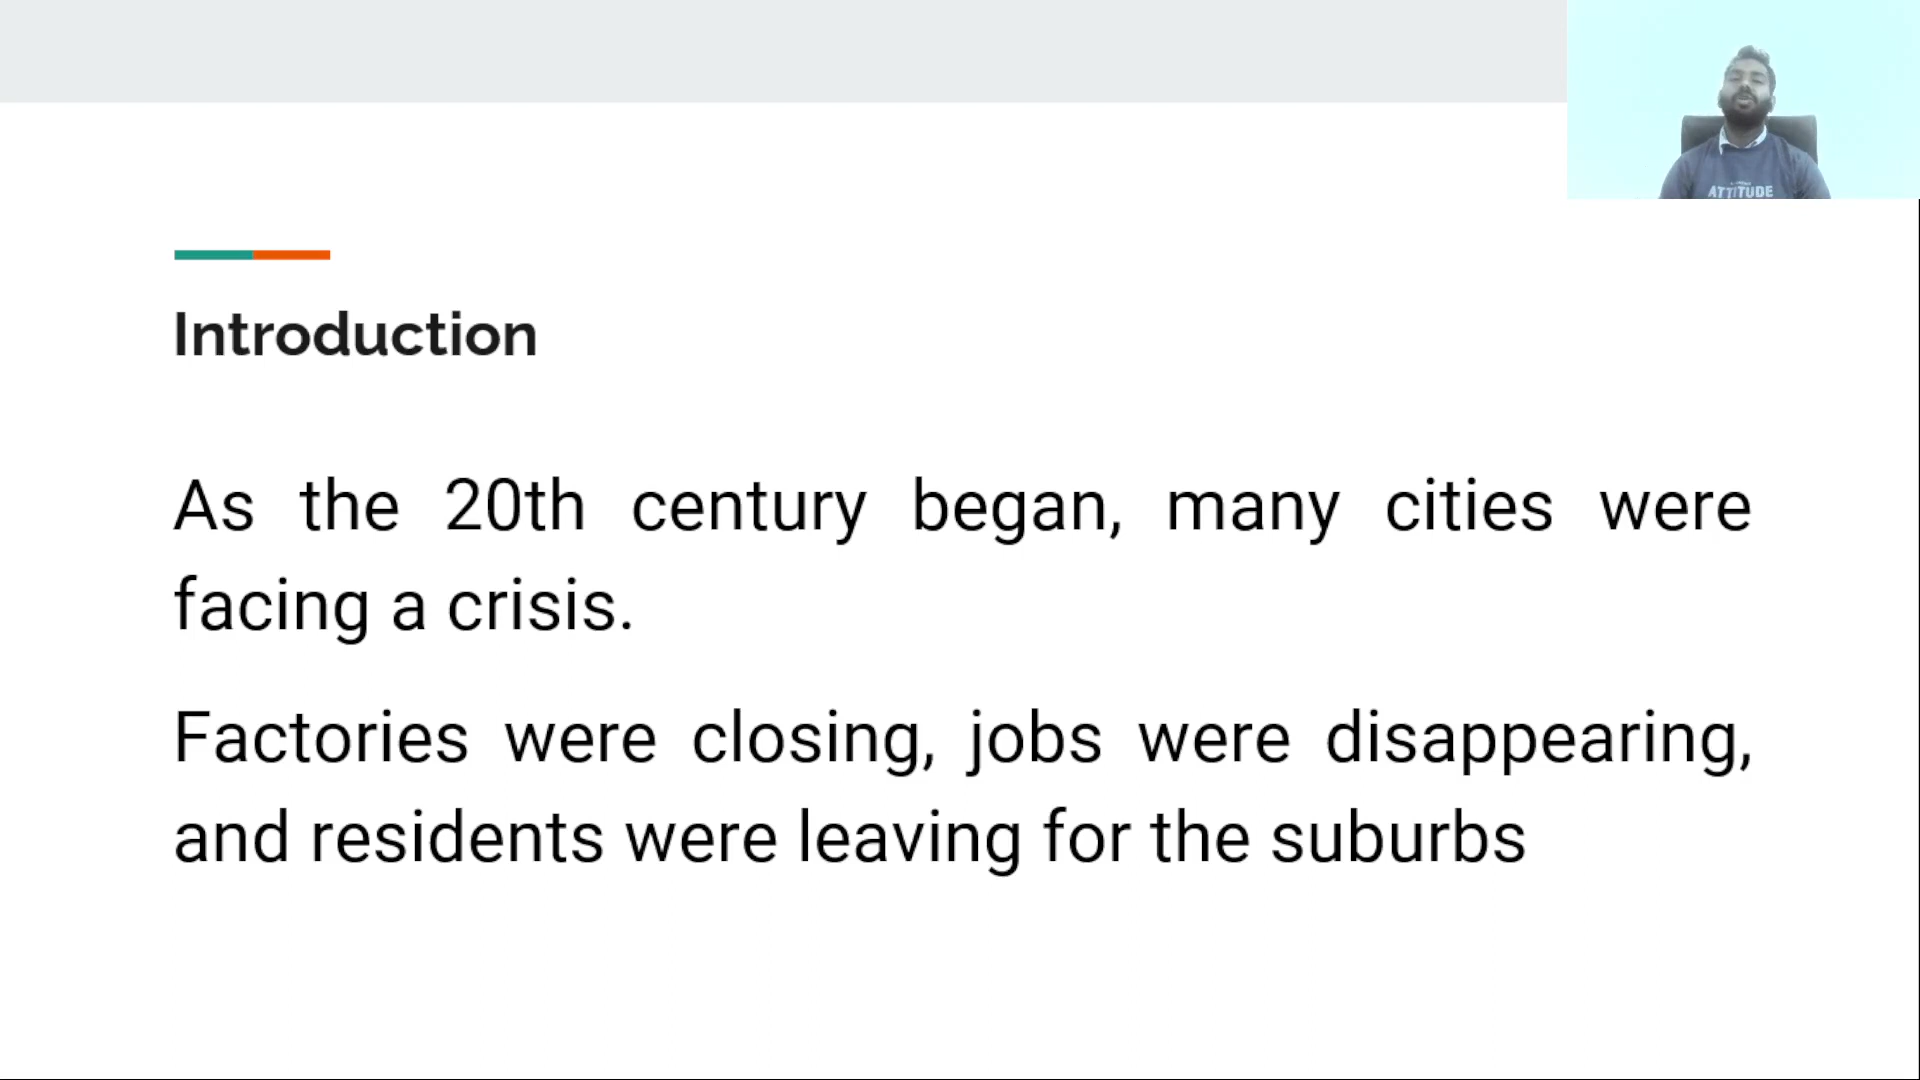 ATTITUDE
Introduction
As the 20th century began, many cities were
facing a crisis.
Factories were closing, jobs were disappearing,
and residents were leaving for the suburbs